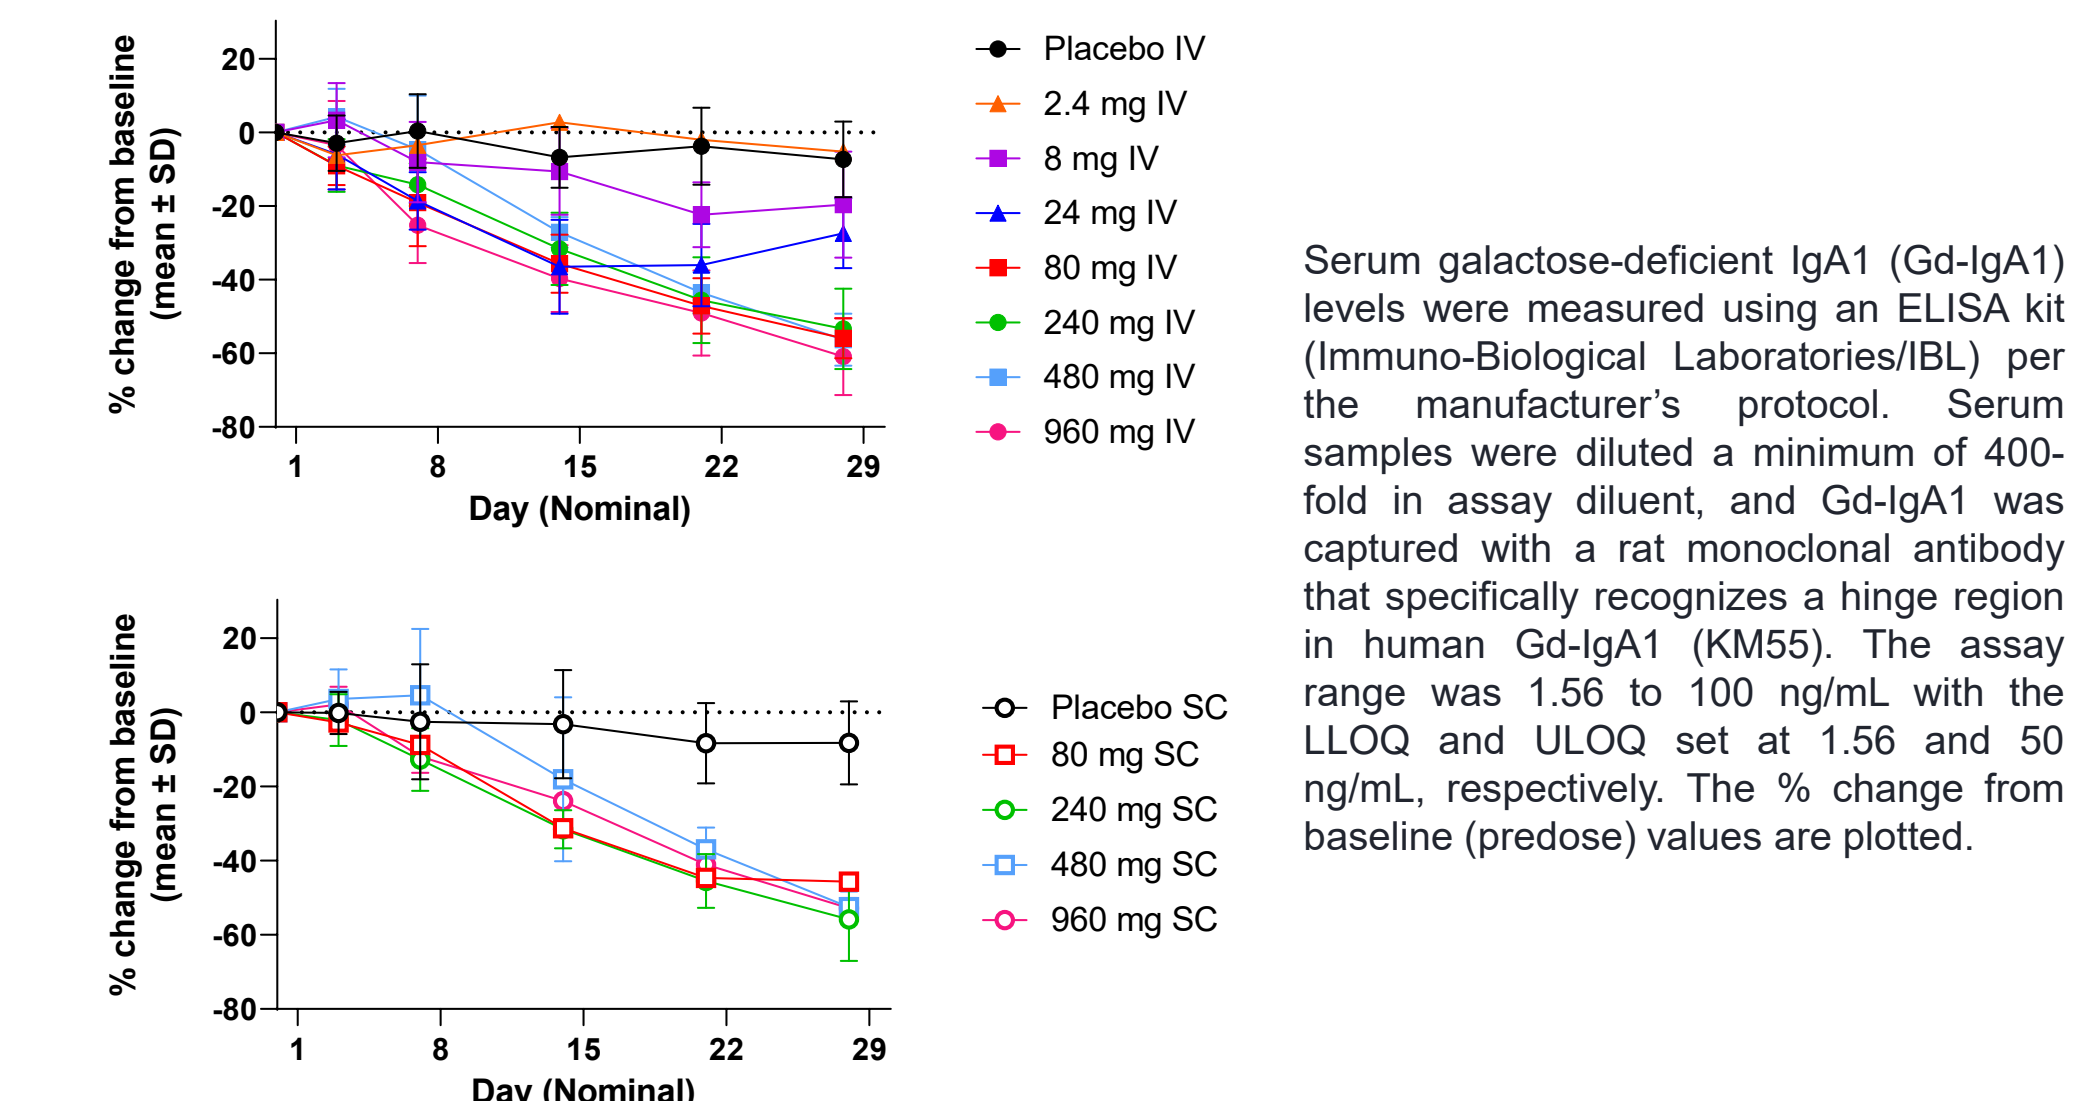 % change from baseline
(mean ± SD)
20
0
-20
-40
-60
-80
1 8 15 22 29
Day (Nominal)
Placebo IV
2.4 mg IV
8 mg IV
24 mg IV
80 mg IV
240 mg IV
480 mg IV
960 mg IV
% change from baseline
(mean ± SD)
20
0
-20
-40
-60
-80
1 8 15 22 29
Day (Nominal)
Placebo SC
80 mg SC
240 mg SC
480 mg SC
960 mg SC
Serum galactose-deficient IgA1 (Gd-IgA1)
levels were measured using an ELISA kit
(Immuno-Biological Laboratories/IBL) per
the manufacturer’s protocol. Serum
samples were diluted a minimum of 400-
fold in assay diluent, and Gd-IgA1 was
captured with a rat monoclonal antibody
that specifically recognizes a hinge region
in human Gd-IgA1 (KM55). The assay
range was 1.56 to 100 ng/mL with the
LLOQ and ULOQ set at 1.56 and 50
ng/mL, respectively. The % change from
baseline (predose) values are plotted.